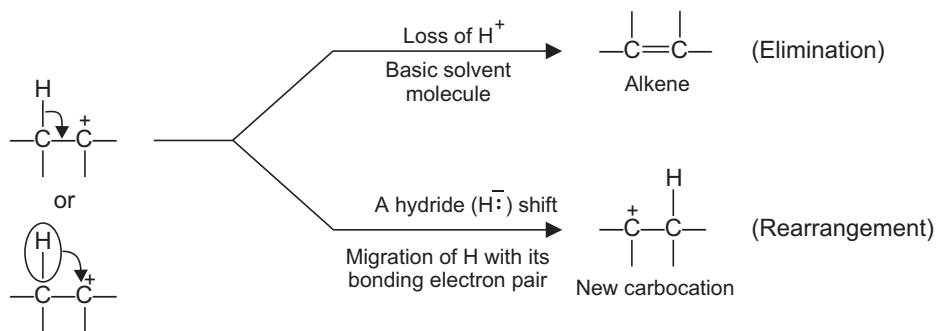 H
—C—C—
+
or
H
—C—C—
+
Loss of H+
Basic solvent
molecule
—C=C—
Alkene
(Elimination)
A hydride (H:̄) shift
Migration of H with its
bonding electron pair
H
+
—C—C—
New carbocation
(Rearrangement)